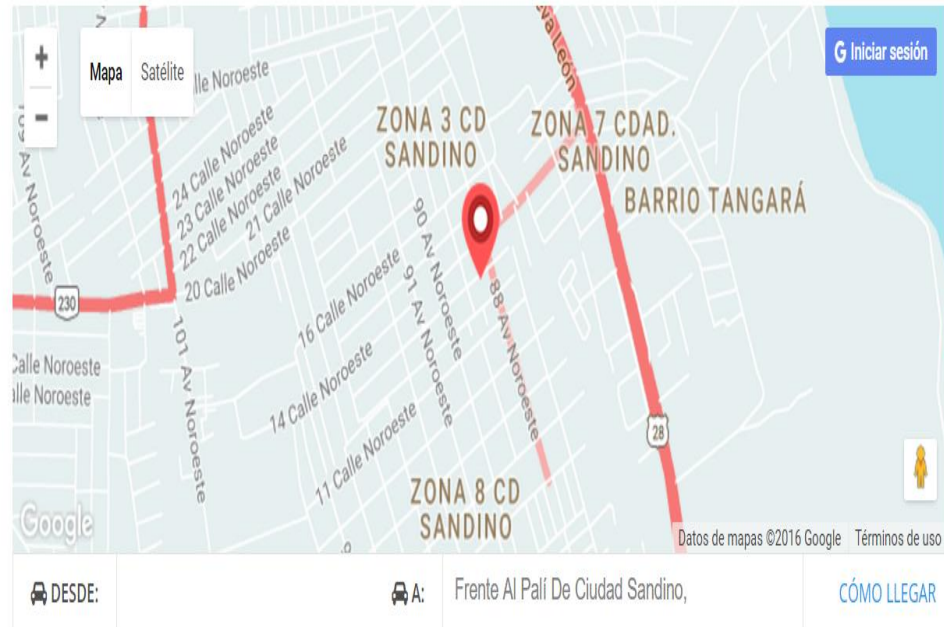 +
−
Mapa Satélite
G Iniciar sesión
lle Noroeste
24 Calle Noroeste
23 Calle Noroeste
22 Calle Noroeste
21 Calle Noroeste
20 Calle Noroeste
ZONA 3 CD
SANDINO
ZONA 7 CDAD.
SANDINO
BARRIO TANGARÁ
León
Av Noroeste
230
101 Av Noroeste
90 Av Noroeste
91 Av Noroeste
88 Av Noroeste
16 Calle Noroeste
14 Calle Noroeste
11 Calle Noroeste
Calle Noroeste
alle Noroeste
28
ZONA 8 CD
SANDINO
Google
Datos de mapas ©2016 Google Términos de uso
DESDE: A: Frente Al Palí De Ciudad Sandino, CÓMO LLEGAR